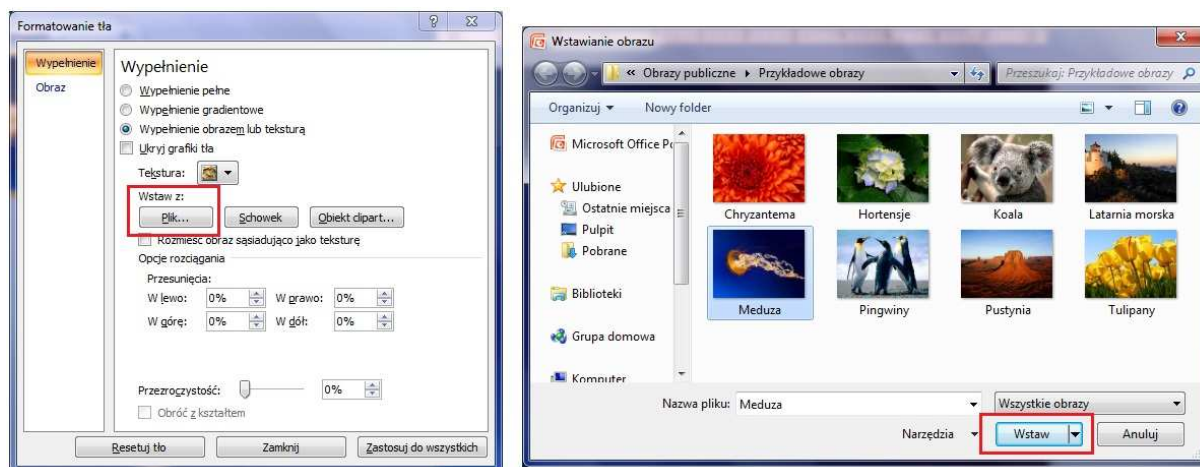 Formatowanie tła
Wypełnienie
Obraz
Wypełnienie
Wypełnienie pełne
Wypełnienie gradientowe
Wypełnienie obrazem lub teksturą
Ukryj grafiki tła
Tekstura:
Wstaw z:
Plik...
Schowek
Obiekt clipart...
Rozmieść obraz sąsiadująco jako teksturę
Opcje rozciągania
Przesunięcia:
W lewo: 0% W prawo: 0%
W górę: 0% W dół: 0%
Przezroczystość: 0%
Obróć z kształtem
Resetuj tło Zamknij Zastosuj do wszystkich
Wstawianie obrazu
« Obrazy publiczne Przykładowe obrazy
Przeszukaj: Przykładowe obrazy
Organizuj Nowy folder
Microsoft Office Po
Ulubione
Ostatnie miejsca
Pulpit
Pobrane
Biblioteki
Grupa domowa
Komputer
Chryzantema Hortensje Koala Latarnia morska
Meduza Pingwiny Pustynia Tulipany
Nazwa pliku: Meduza
Wszystkie obrazy
Narzędzia Wstaw Anuluj